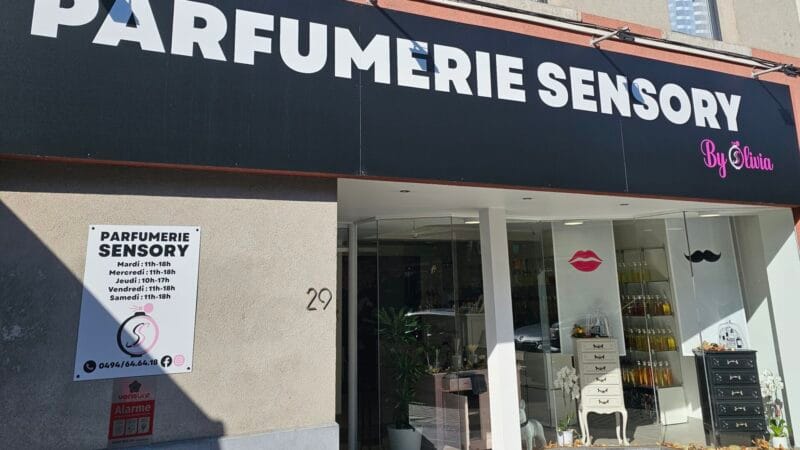 PARFUMERIE SENSORY
By Olivia
PARFUMERIE
SENSORY
Mardi : 11h-18h
Mercredi : 11h-18h
Jeudi : 10h-17h
Vendredi : 11h-18h
Samedi : 11h-18h
0494/64.64.18
29
Alarme